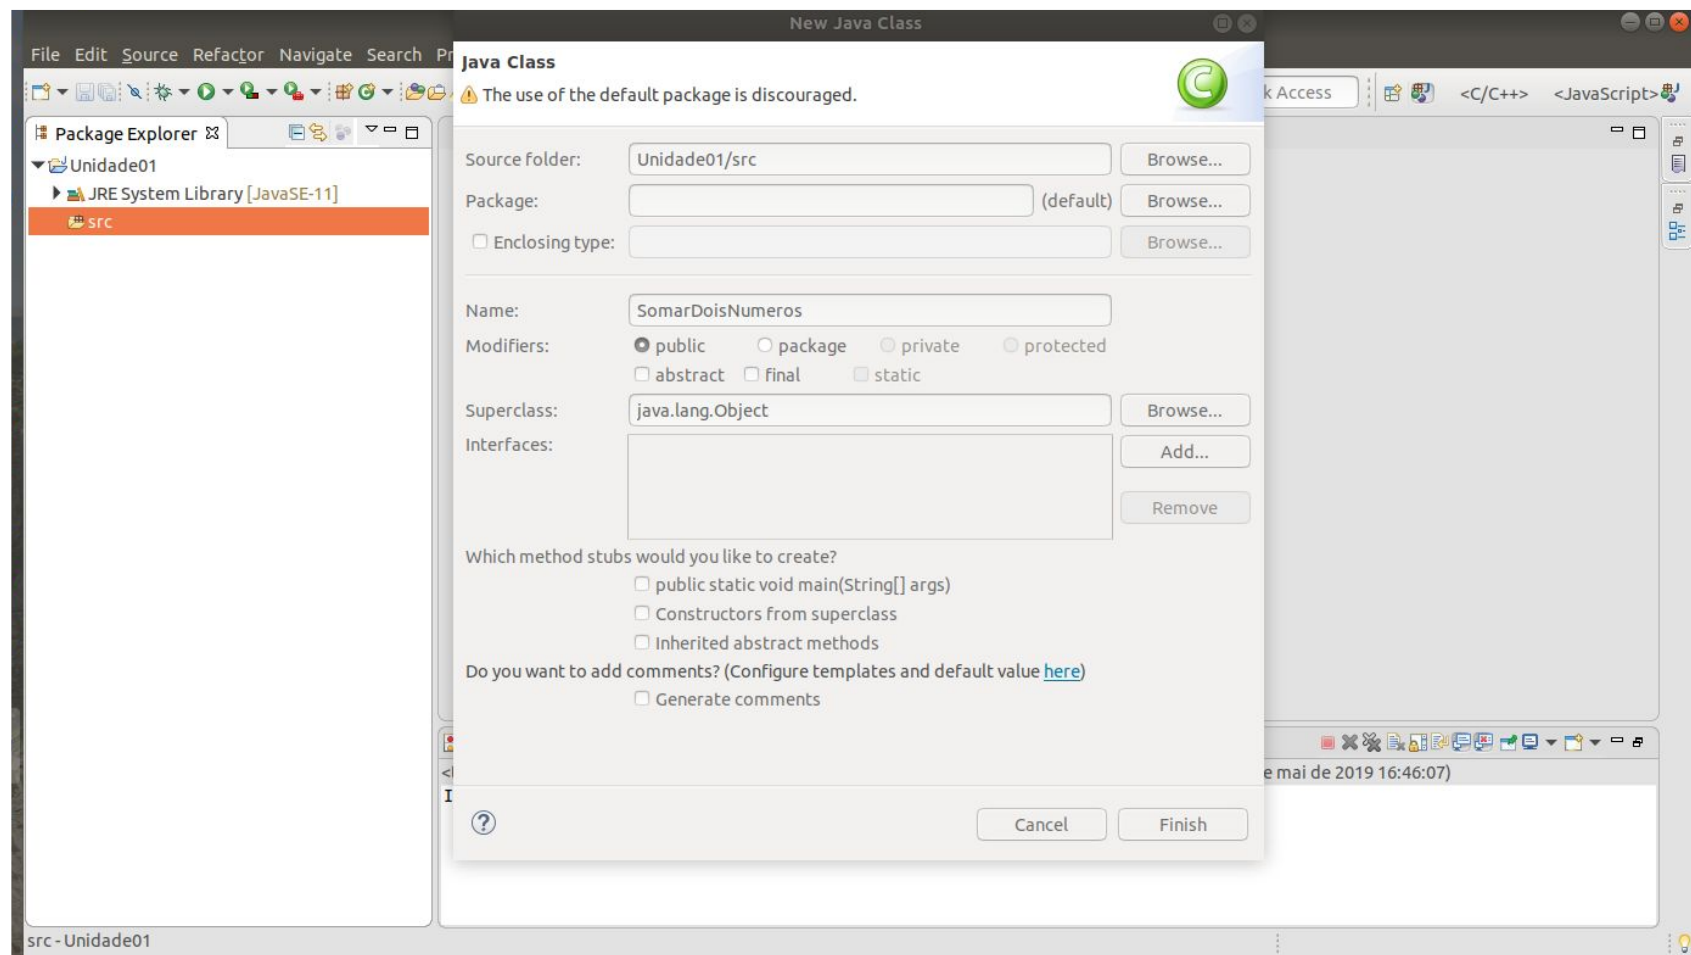 New Java Class
File Edit Source Refactor Navigate Search
Java Class
The use of the default package is discouraged.
Access
<C/C++> <JavaScript>
Package Explorer
Unidade01
JRE System Library [JavaSE-11]
src
Source folder: Unidade01/src Browse...
Package: (default) Browse...
Enclosing type: Browse...
Name: SomarDoisNumeros
Modifiers: public package private protected
abstract final static
Superclass: java.lang.Object Browse...
Interfaces: Add...
Remove
Which method stubs would you like to create?
public static void main(String[] args)
Constructors from superclass
Inherited abstract methods
Do you want to add comments? (Configure templates and default value here)
Generate comments
mai de 2019 16:46:07)
Cancel Finish
src - Unidade01